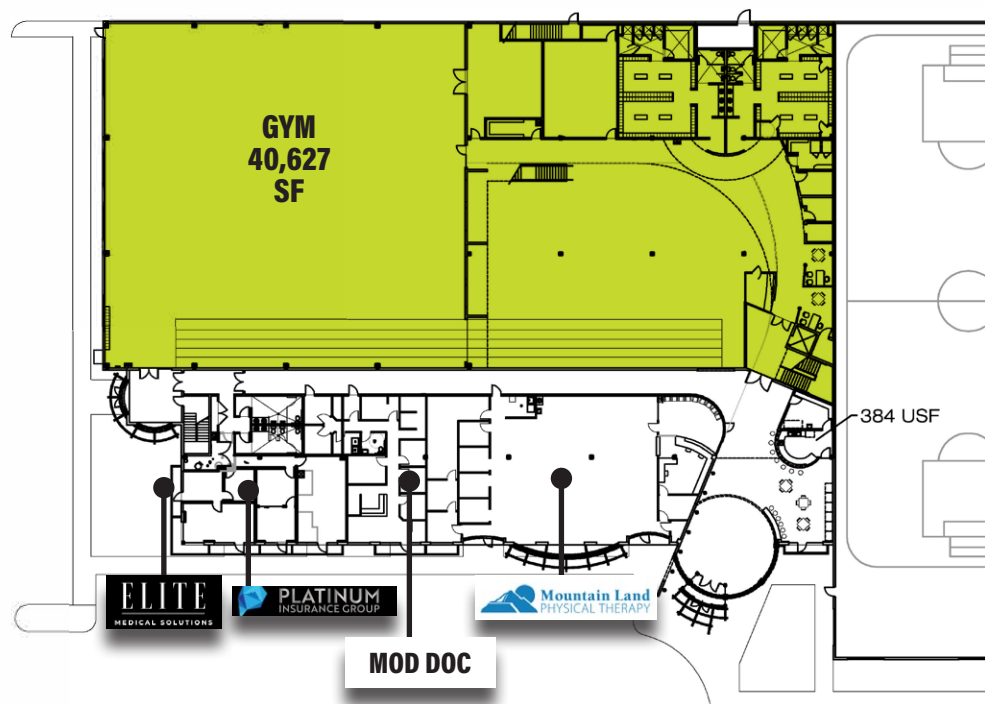 GYM
40,627
SF
384 USF
ELITE
MEDICAL SOLUTIONS
PLATINUM
INSURANCE GROUP
Mountain Land
PHYSICAL THERAPY
MOD DOC